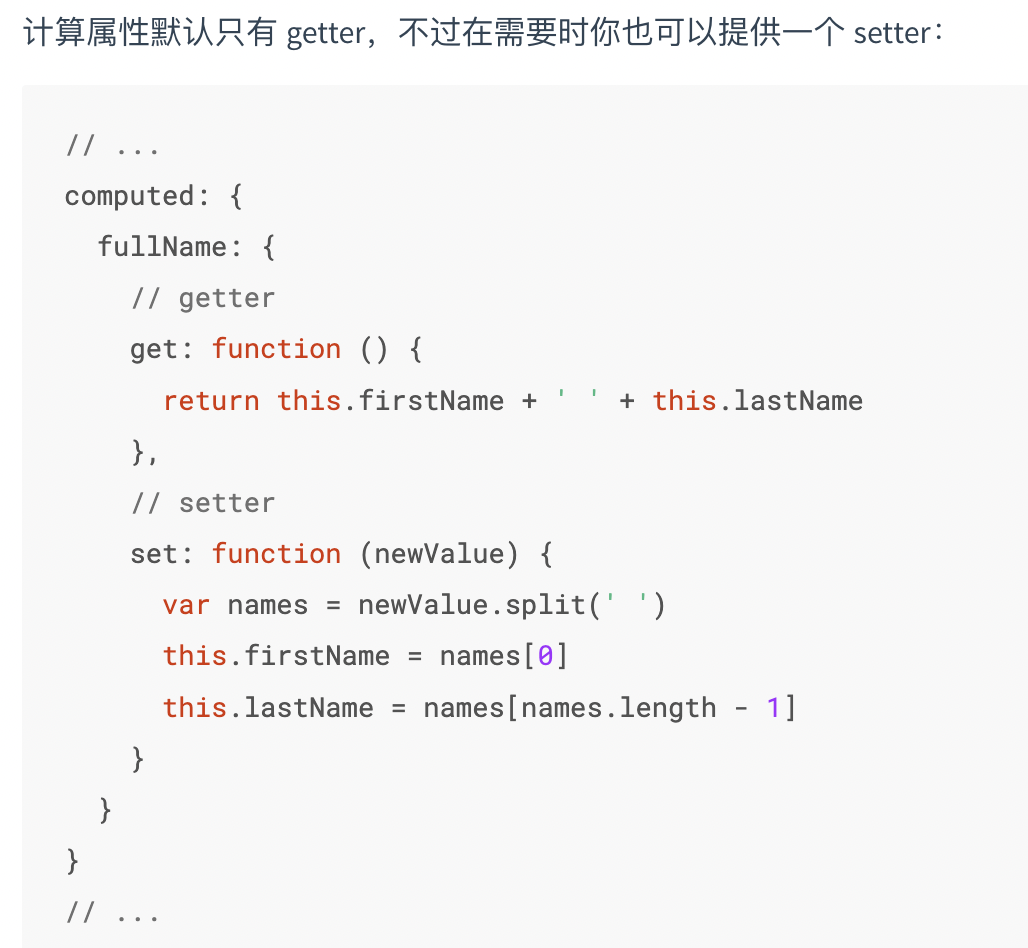 计算属性默认只有 getter，不过在需要时你也可以提供一个 setter：
// ...
computed: {
  fullName: {
    // getter
    get: function () {
      return this.firstName + ' ' + this.lastName
    },
    // setter
    set: function (newValue) {
      var names = newValue.split(' ')
      this.firstName = names[0]
      this.lastName = names[names.length - 1]
    }
  }
}
// ...